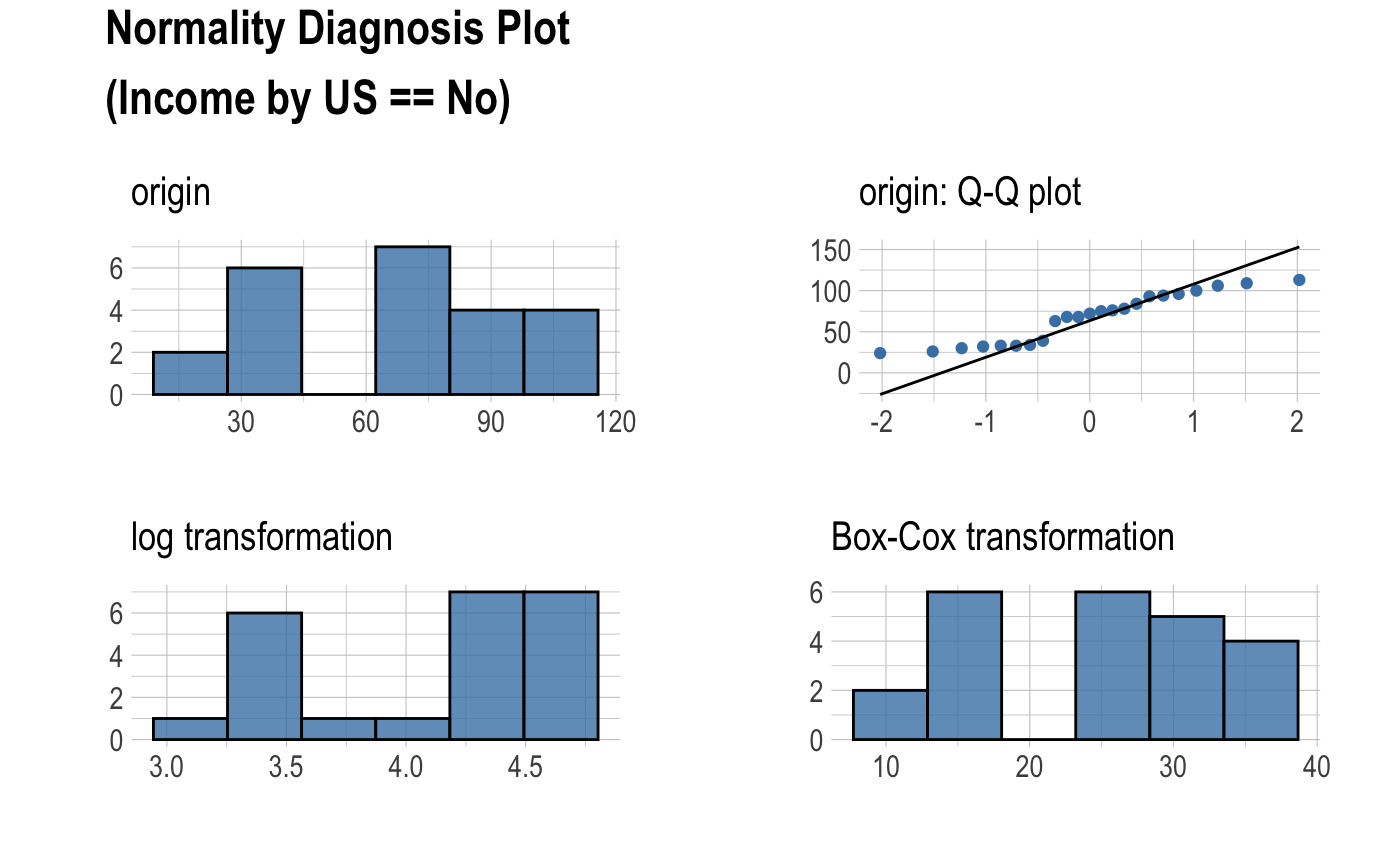 Normality Diagnosis Plot
(Income by US == No)
origin
6
4
2
0
30 60 90 120
origin: Q-Q plot
150
100
50
0
-2 -1 0 1 2
log transformation
6
4
2
0
3.0 3.5 4.0 4.5
Box-Cox transformation
6
4
2
0
10 20 30 40